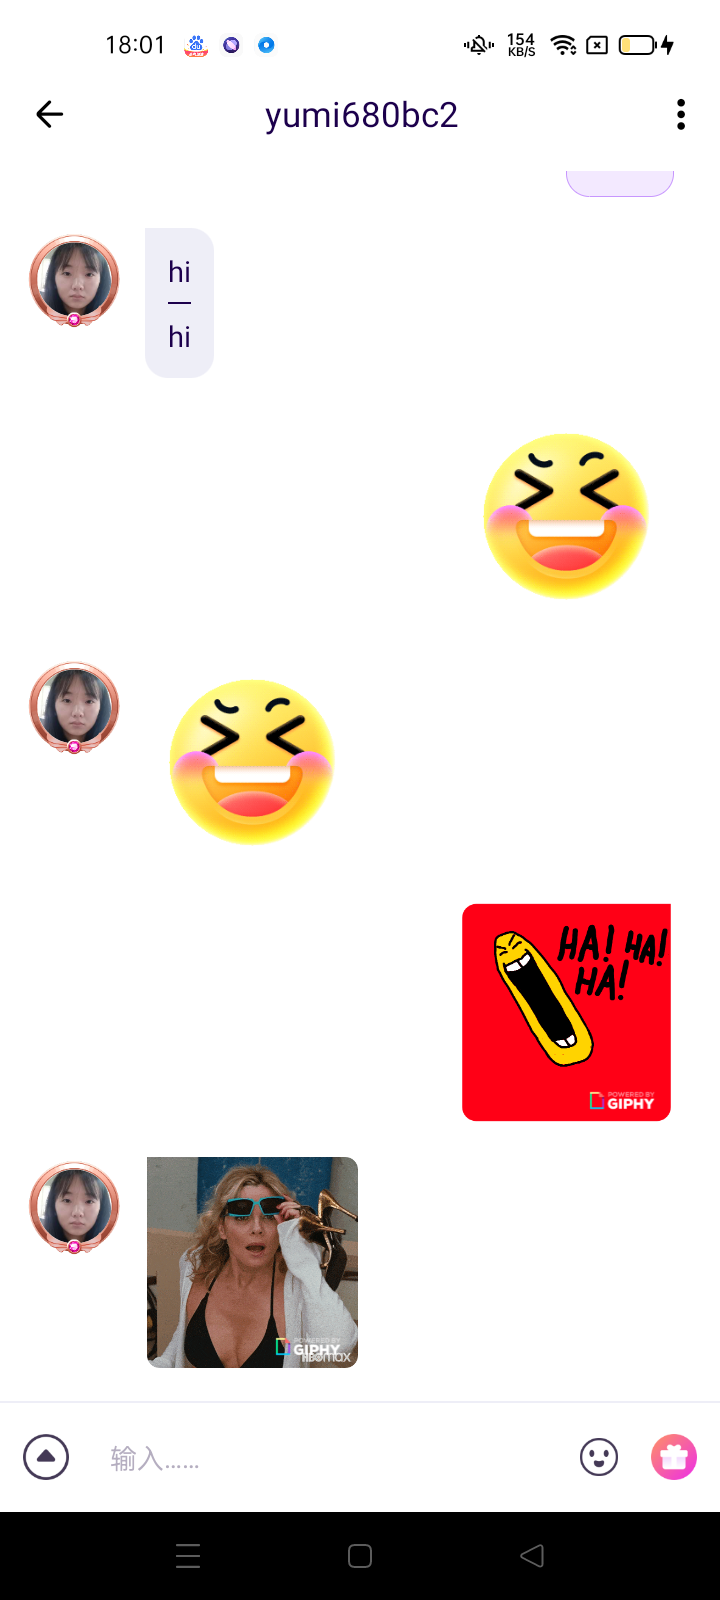 18:01
154
KB/S
yumi680bc2
hi
hi
HA! HA!
HA!
POWERED BY
GIPHY
POWERED BY
GIPHY
HBOmax
输入......